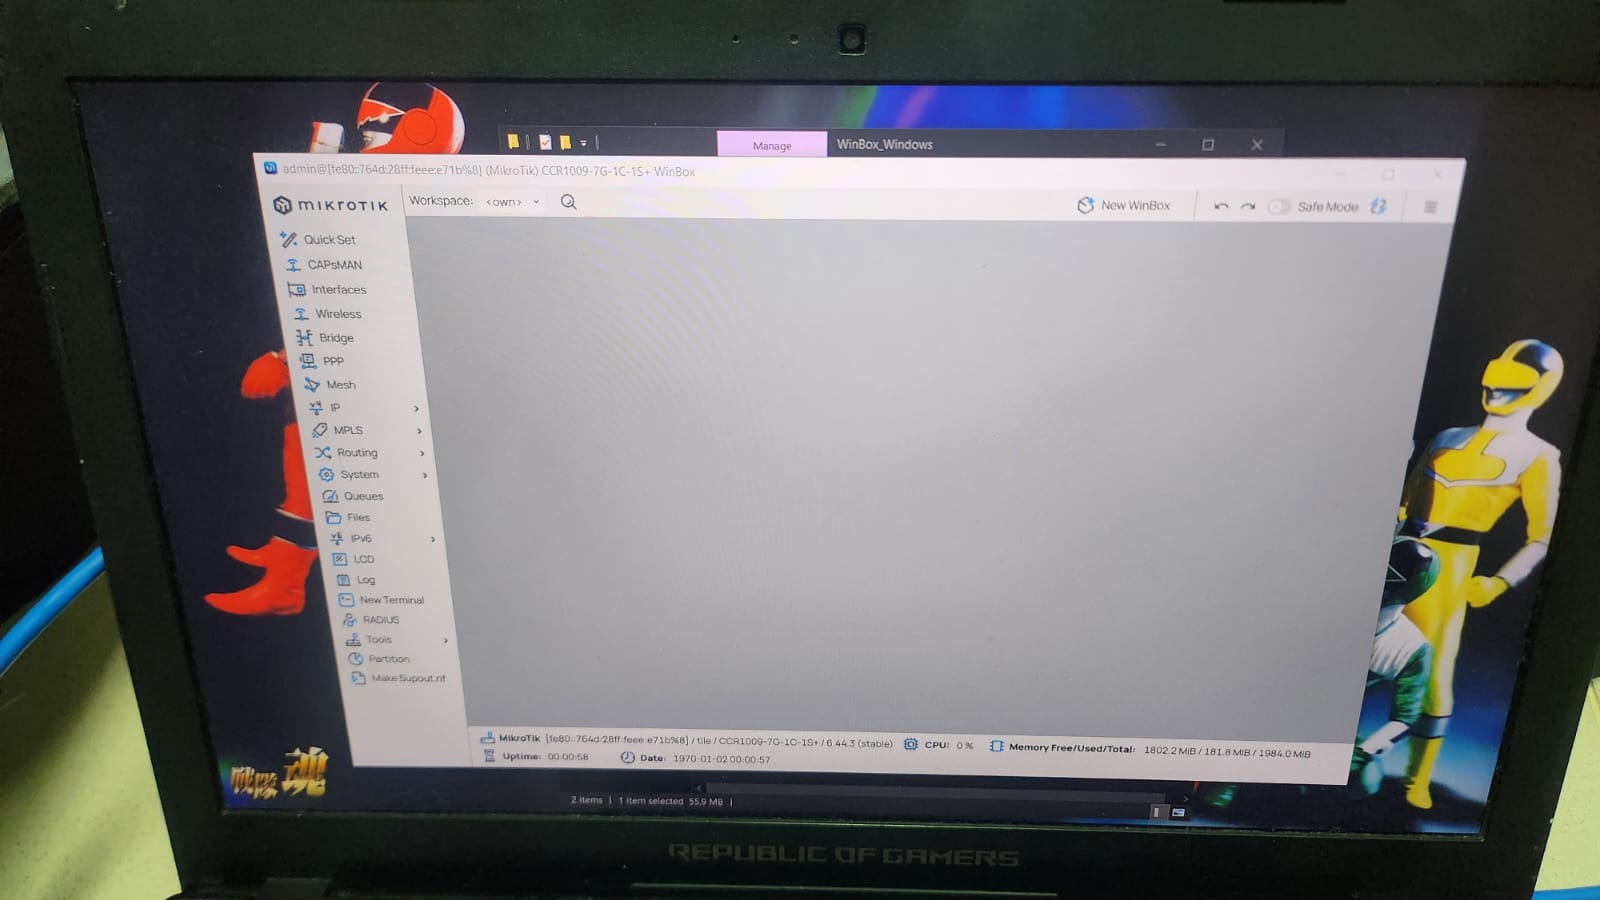 Manage
WinBox_Windows
admin@[fe80::764d:28ff:feee:e71b%8] (MikroTik) CCR1009-7G-1C-1S+ WinBox
MikroTik
Workspace: <own>
New WinBox
Safe Mode
Quick Set
CAPsMAN
Interfaces
Wireless
Bridge
PPP
Mesh
IP
MPLS
Routing
System
Queues
Files
IPv6
LCD
Log
New Terminal
RADIUS
Tools
Partition
Make Supout.rif
MikroTik [fe80::764d:28ff:feee:e71b%8] / tile / CCR1009-7G-1C-1S+ / 6.44.3 (stable) CPU: 0 % Memory Free/Used/Total: 1802.2 MiB / 181.8 MiB / 1984.0 MiB
Uptime: 00:00:58 Date: 1970-01-02 00:00:57
2 items 1 item selected 55,9 MB
戦隊魂
REPUBLIC OF GAMERS